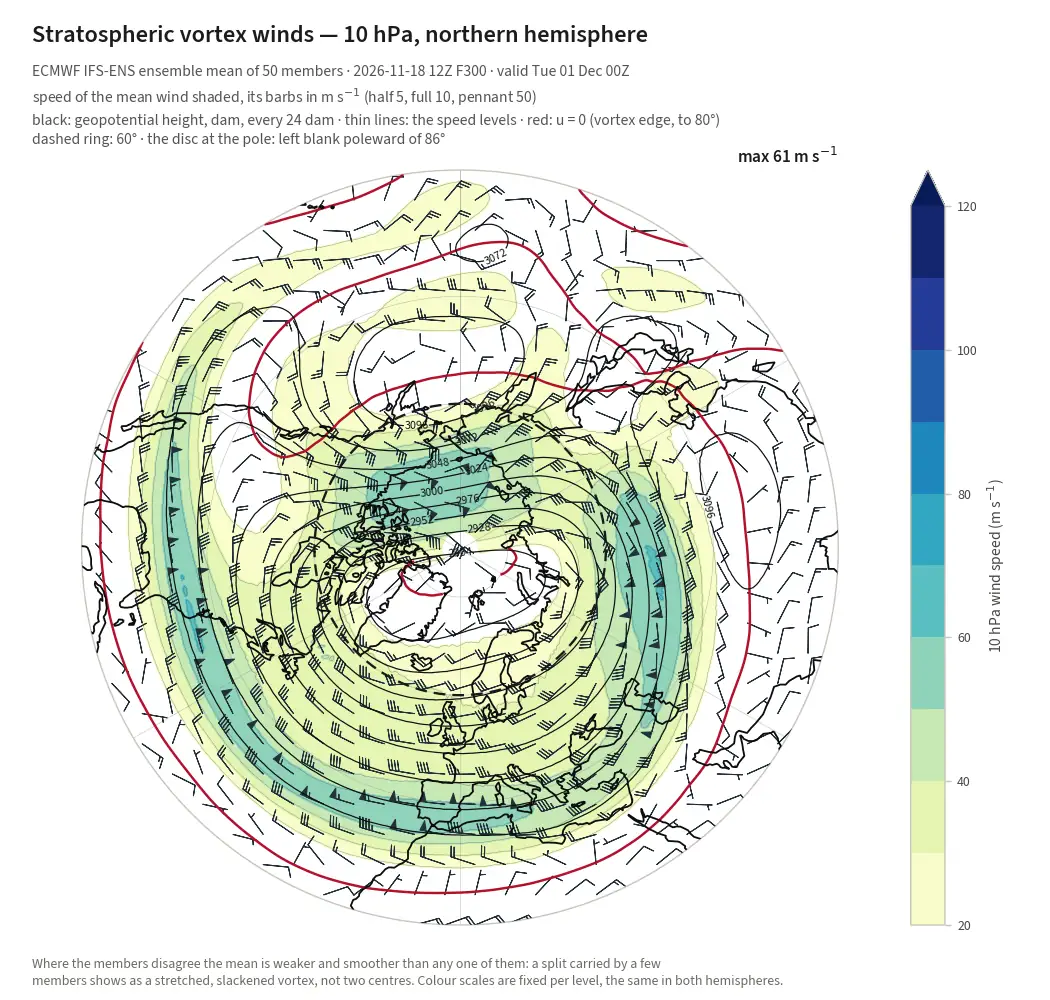 Stratospheric vortex winds — 10 hPa, northern hemisphere
ECMWF IFS-ENS ensemble mean of 50 members · 2026-11-18 12Z F300 · valid Tue 01 Dec 00Z
speed of the mean wind shaded, its barbs in m s⁻¹ (half 5, full 10, pennant 50)
black: geopotential height, dam, every 24 dam · thin lines: the speed levels · red: u = 0 (vortex edge, to 80°)
dashed ring: 60° · the disc at the pole: left blank poleward of 86°
max 61 m s⁻¹
120
100
80
60
40
20
10 hPa wind speed (m s⁻¹)
3072
3096
3048
3024
3000
2976
2952
2928
3096
Where the members disagree the mean is weaker and smoother than any one of them: a split carried by a few
members shows as a stretched, slackened vortex, not two centres. Colour scales are fixed per level, the same in both hemispheres.